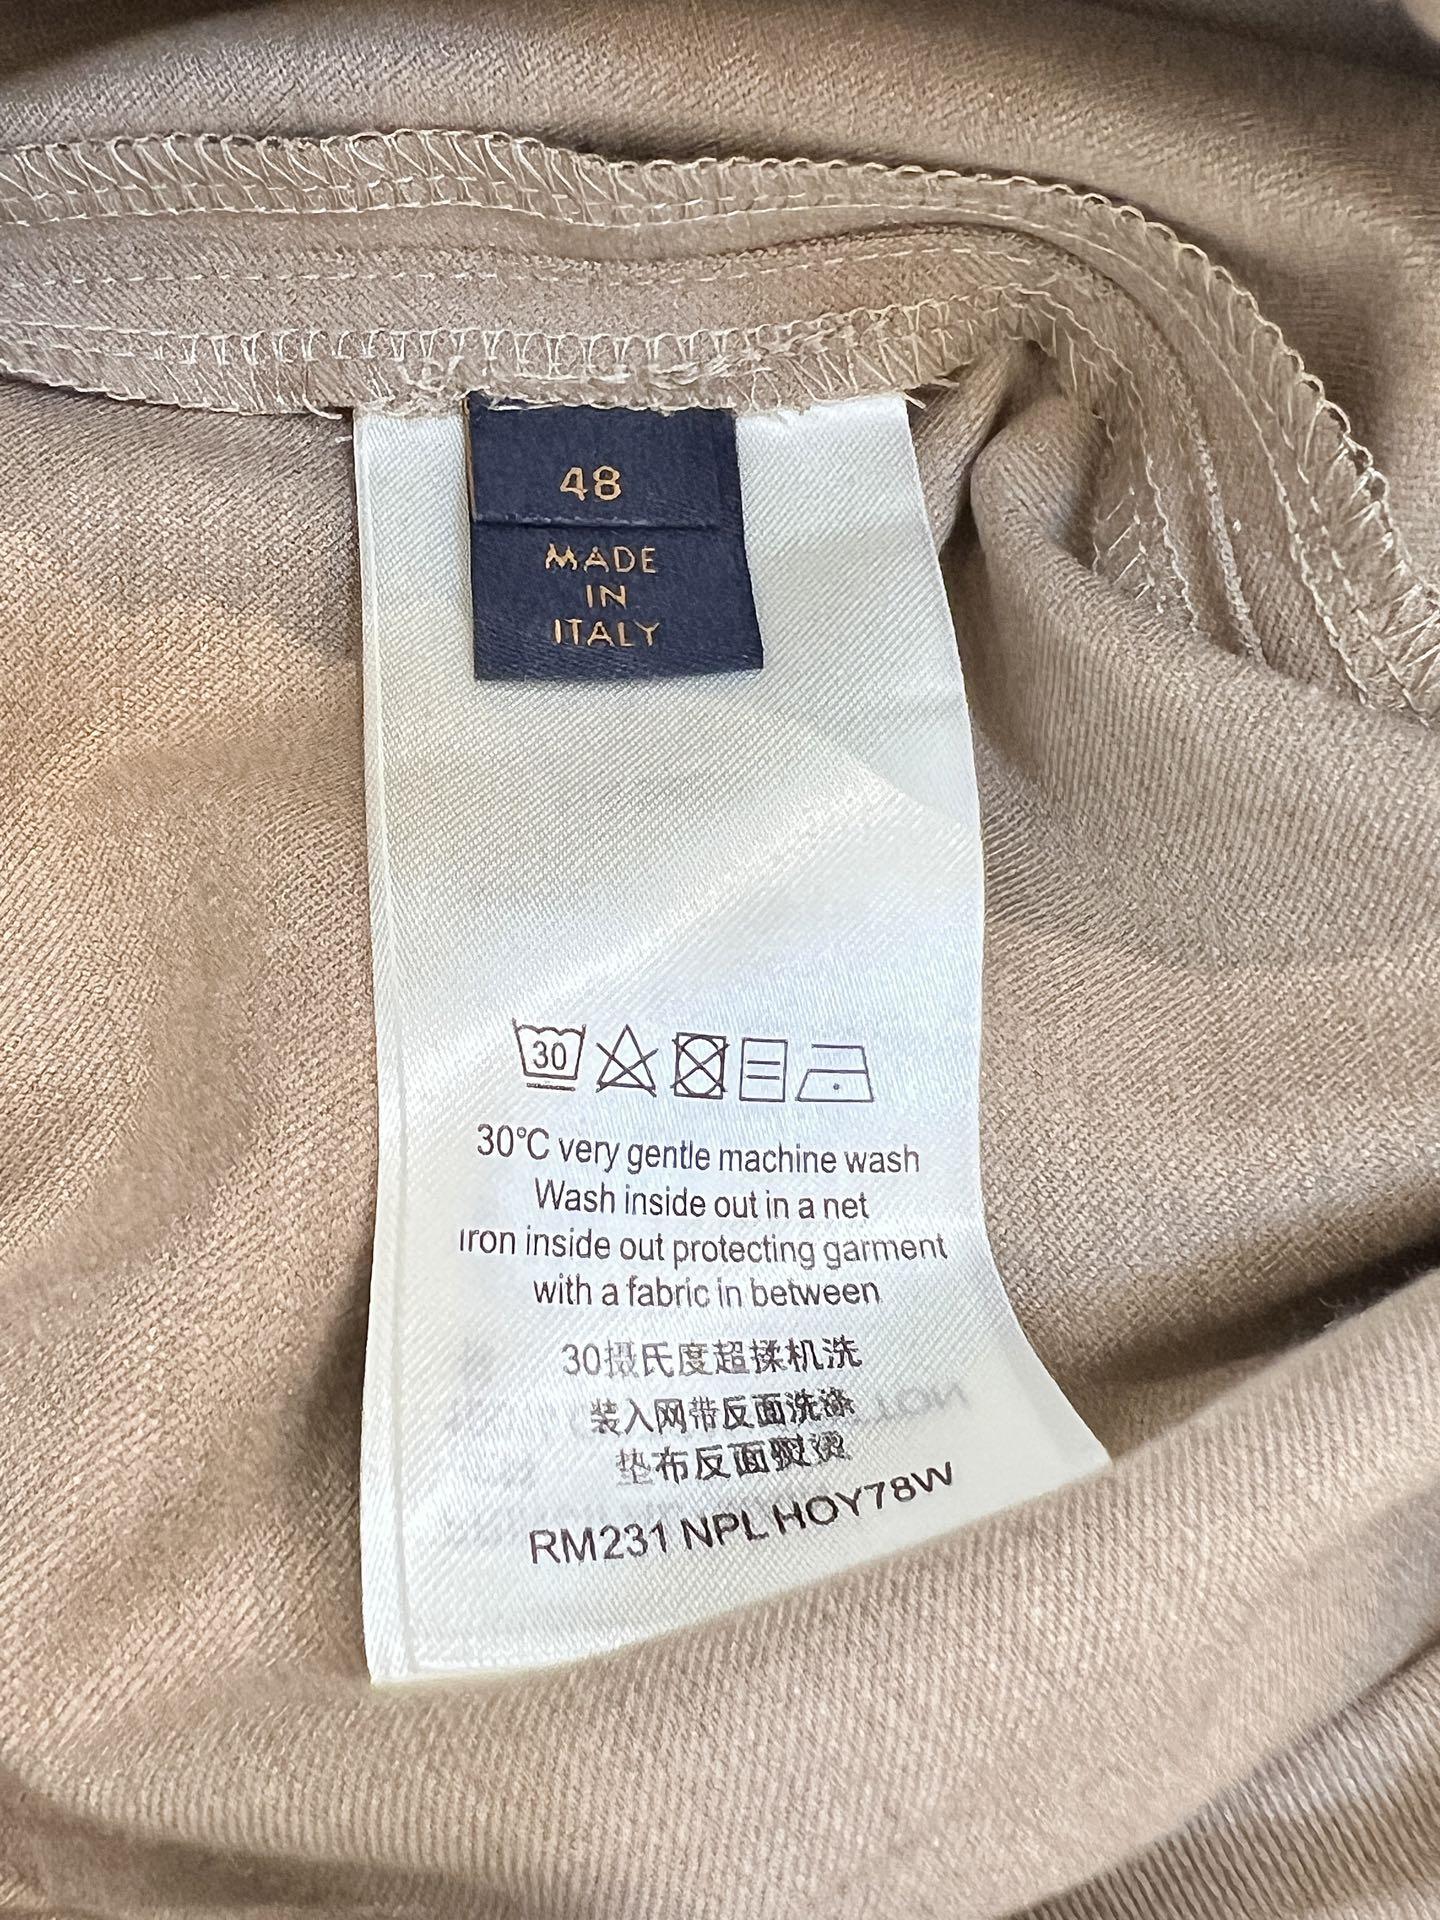 48
MADE
IN
ITALY
30
30°C very gentle machine wash
Wash inside out in a net
Iron inside out protecting garment
with a fabric in between
30摄氏度超揉机洗
装入网带反面洗涤
垫布反面熨烫
RM231 NPL HOY78W